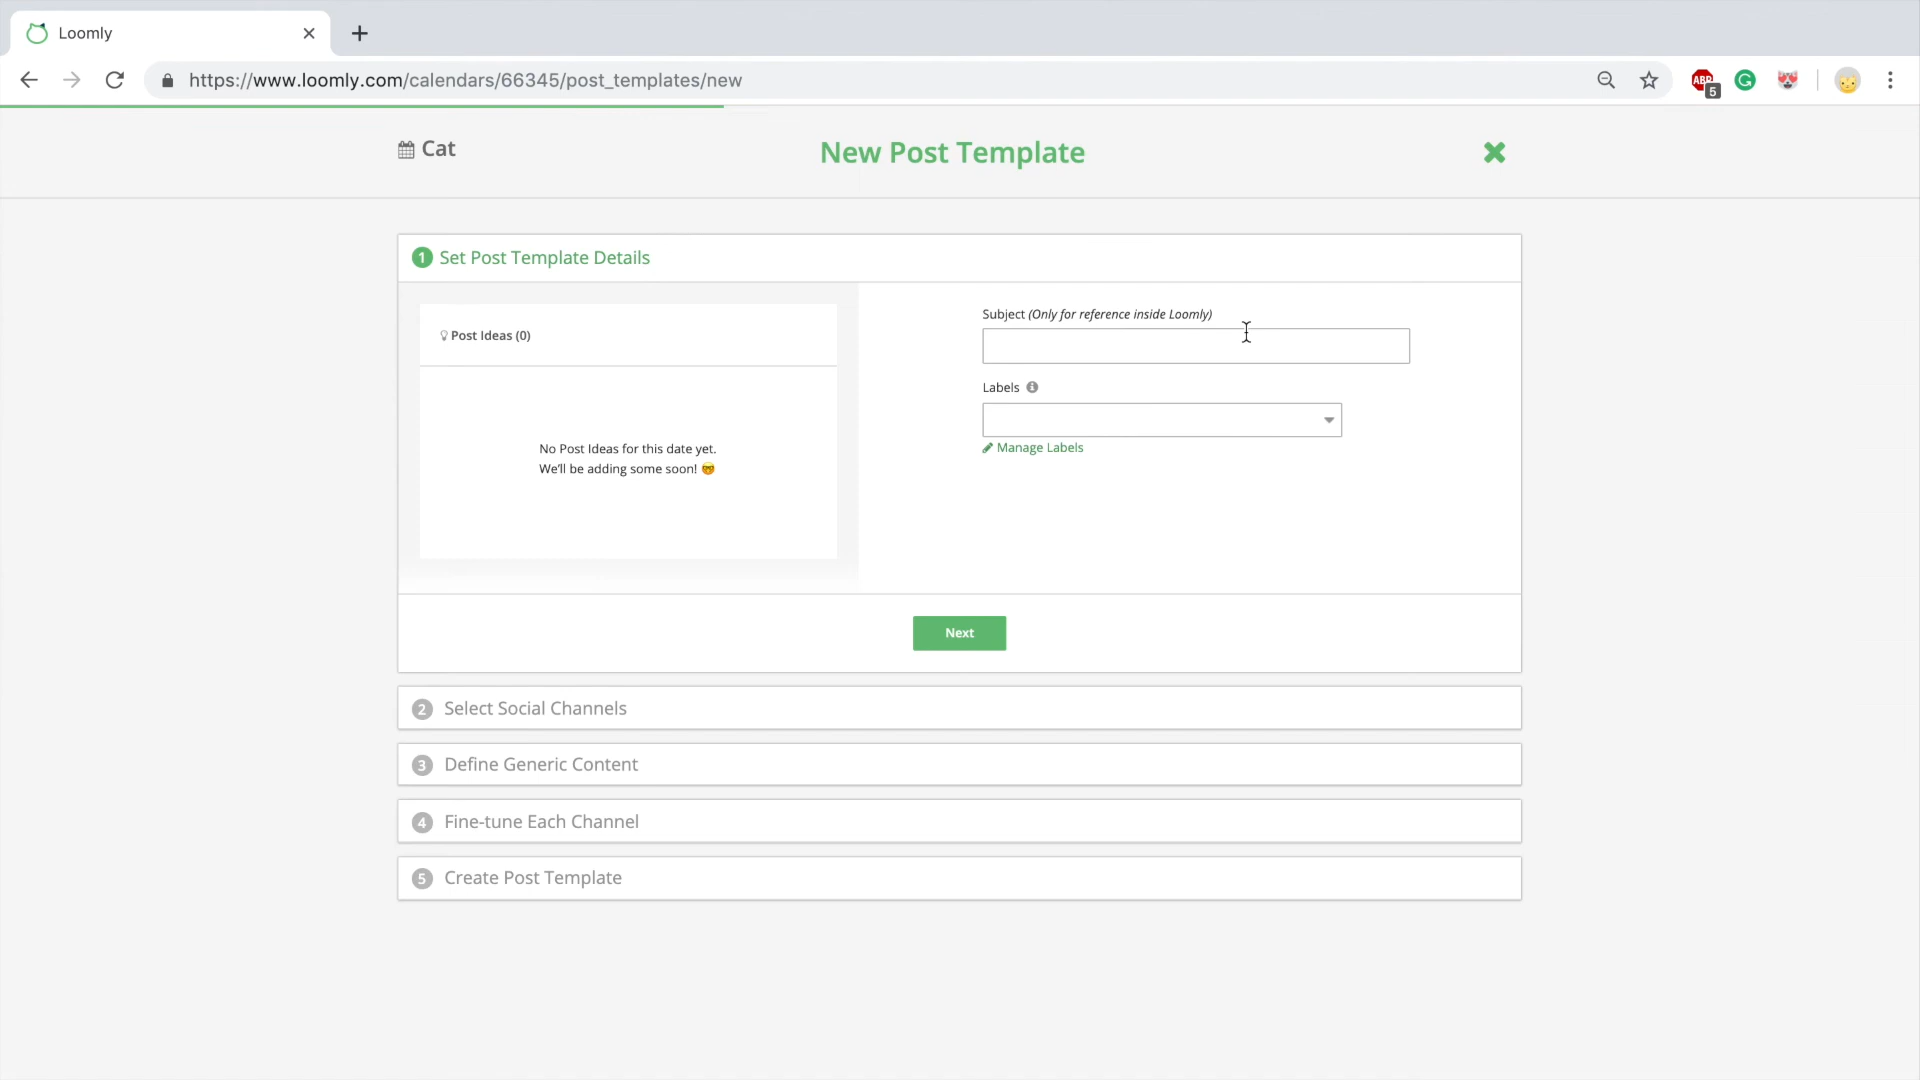 Loomly
https://www.loomly.com/calendars/66345/post_templates/new
ABP
5
G
Cat
New Post Template
1 Set Post Template Details
Post Ideas (0)
No Post Ideas for this date yet.
We'll be adding some soon! 🤓
Subject (Only for reference inside Loomly)
Labels
Manage Labels
Next
2 Select Social Channels
3 Define Generic Content
4 Fine-tune Each Channel
5 Create Post Template